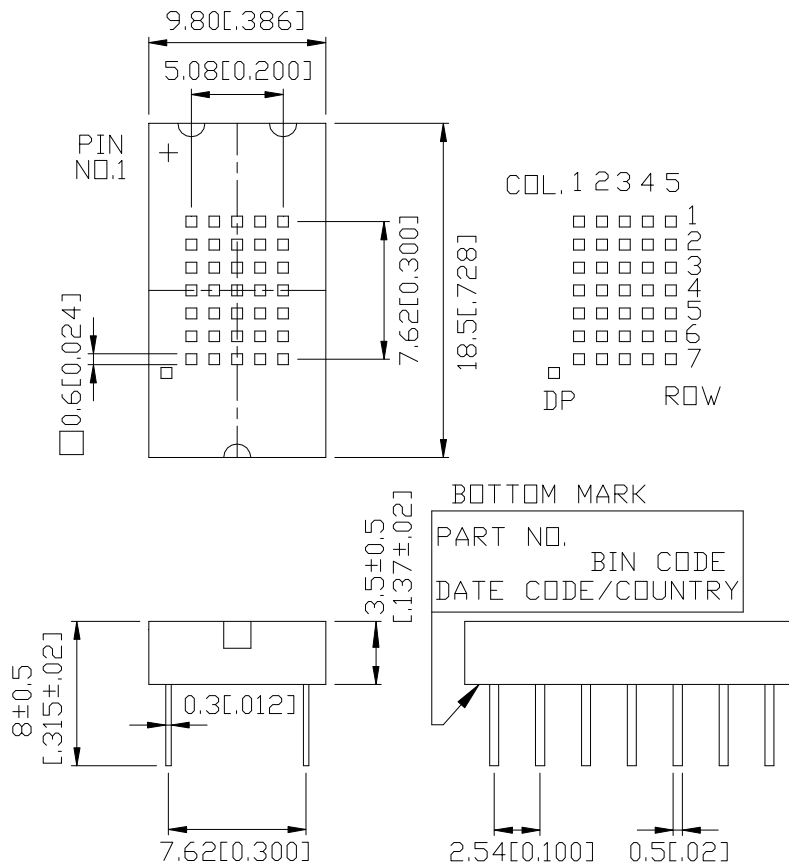 9.80[.386]
5.08[0.200]
PIN
NO.1
7.62[0.300]
18.5[.728]
□0.6[0.024]
COL. 1 2 3 4 5
1
2
3
4
5
6
7
DP
ROW
BOTTOM MARK
PART NO.
BIN CODE
DATE CODE/COUNTRY
3.5±0.5
[.137±.02]
8±0.5
[.315±.02]
0.3[.012]
7.62[0.300]
2.54[0.100]
0.5[.02]